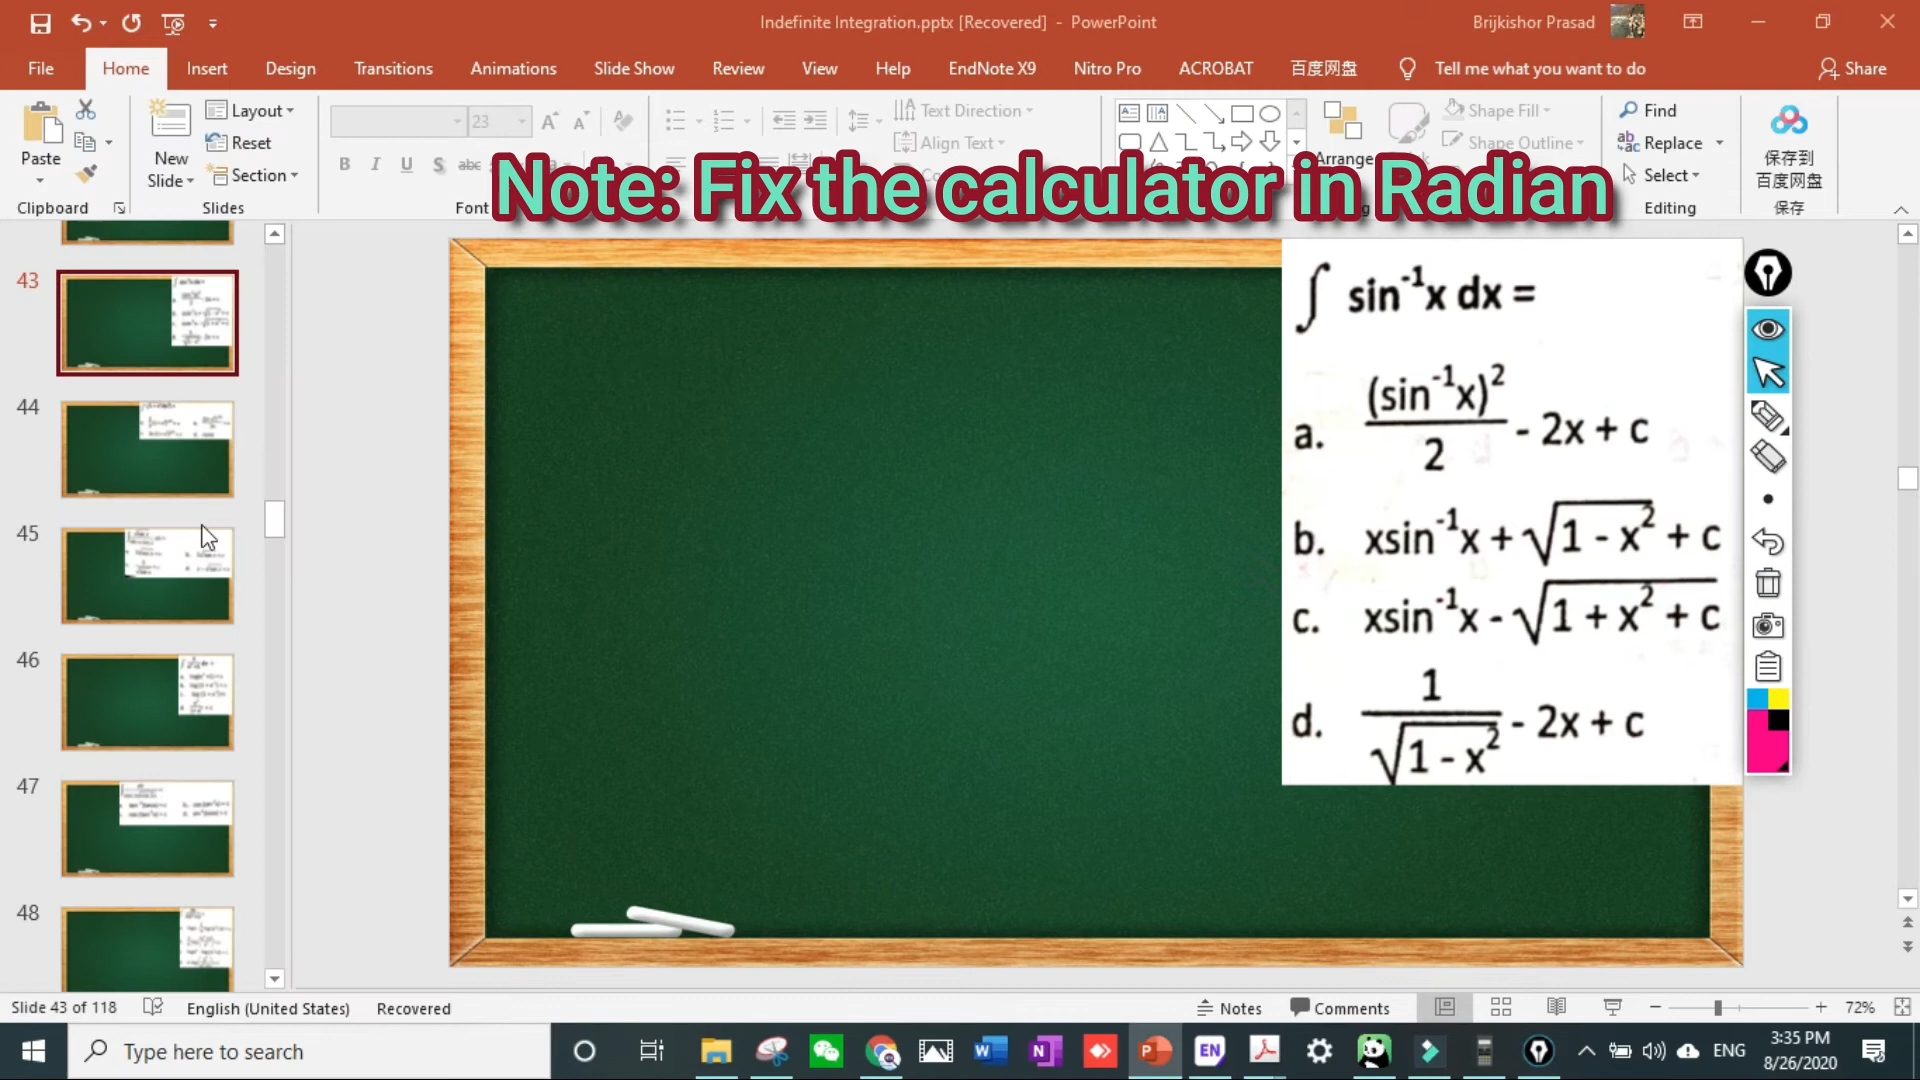 Indefinite Integration.pptx [Recovered] - PowerPoint
Brijkishor Prasad
File Home Insert Design Transitions Animations Slide Show Review View Help EndNote X9 Nitro Pro ACROBAT 百度网盘 Tell me what you want to do Share
Paste
New Slide
Layout
Reset
Section
23
B I U S abc
Text Direction
Align Text
Arrange
Shape Fill
Shape Outline
Find
Replace
Select
保存到
百度网盘
Clipboard
Slides
Font
Editing
保存
Note: Fix the calculator in Radian
43
44
45
46
47
48
∫ sin⁻¹x dx =
a. (sin⁻¹x)²/2 - 2x + c
b. xsin⁻¹x + √(1 - x²) + c
c. xsin⁻¹x - √(1 + x² + c)
d. 1/√(1 - x²) - 2x + c
Slide 43 of 118
English (United States)
Recovered
Notes
Comments
72%
Type here to search
EN
ENG
3:35 PM
8/26/2020